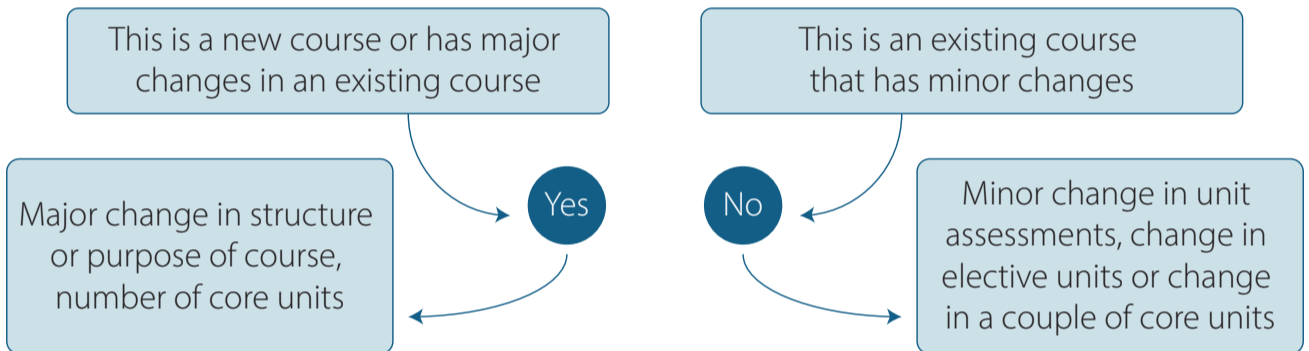 This is a new course or has major
changes in an existing course
This is an existing course
that has minor changes
Yes
No
Major change in structure
or purpose of course,
number of core units
Minor change in unit
assessments, change in
elective units or change
in a couple of core units